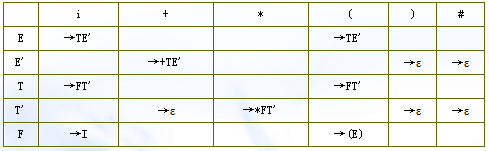 i + * ( ) #
E →TE′ →TE′
E′ →+TE′ →ε →ε
T →FT′ →FT′
T′ →ε →*FT′ →ε →ε
F →I →(E)